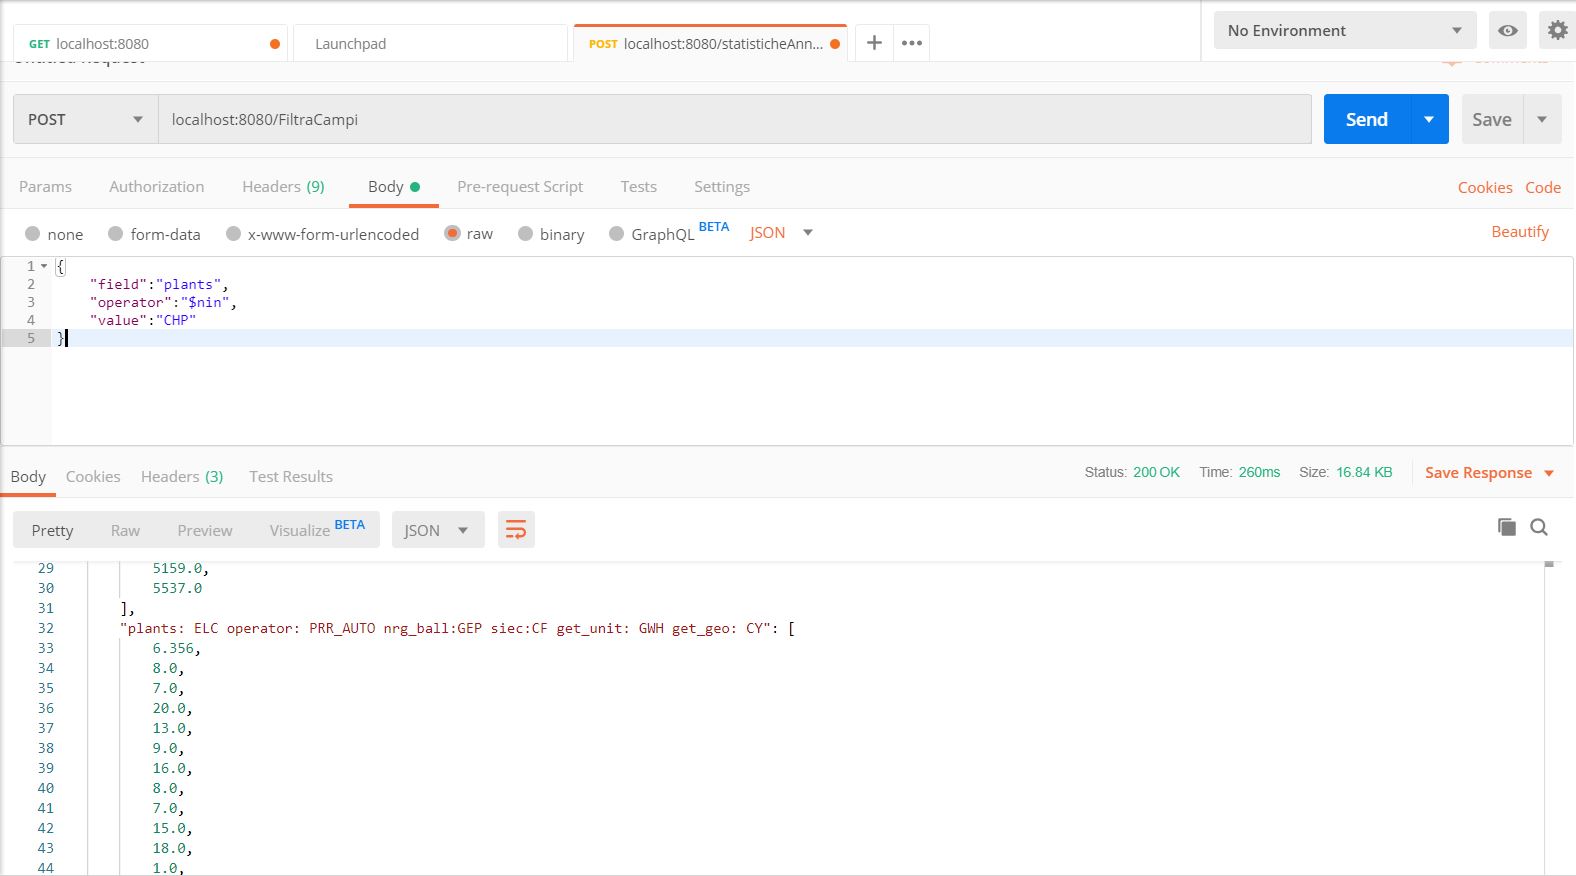 GET localhost:8080
Launchpad
POST localhost:8080/statisticheAnn...
No Environment
Untitled Request
Comments
POST
localhost:8080/FiltraCampi
Send
Save
Params
Authorization
Headers (9)
Body
Pre-request Script
Tests
Settings
Cookies
Code
none
form-data
x-www-form-urlencoded
raw
binary
GraphQL BETA
JSON
Beautify
1 {
2 "field":"plants",
3 "operator":"$nin",
4 "value":"CHP"
5 }
Body
Cookies
Headers (3)
Test Results
Status: 200 OK
Time: 260ms
Size: 16.84 KB
Save Response
Pretty
Raw
Preview
Visualize BETA
JSON
29 5159.0,
30 5537.0
31 ],
32 "plants: ELC operator: PRR_AUTO nrg_ball:GEP siec:CF get_unit: GWH get_geo: CY": [
33 6.356,
34 8.0,
35 7.0,
36 20.0,
37 13.0,
38 9.0,
39 16.0,
40 8.0,
41 7.0,
42 15.0,
43 18.0,
44 1.0,